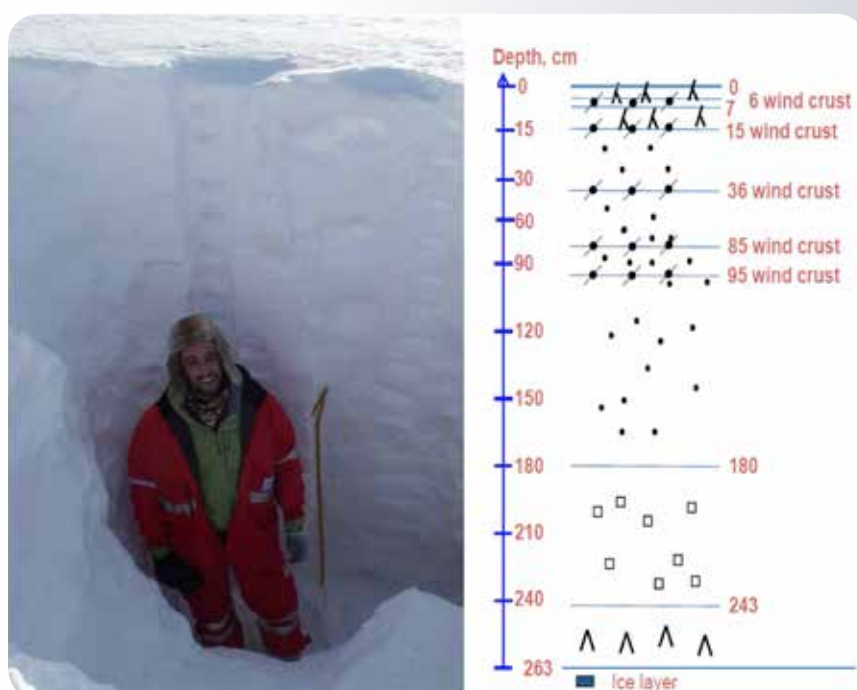 Depth, cm
0
0
6 wind crust
7
15
15 wind crust
30
36 wind crust
60
85 wind crust
90
95 wind crust
120
150
180
180
210
240
243
263
Ice layer